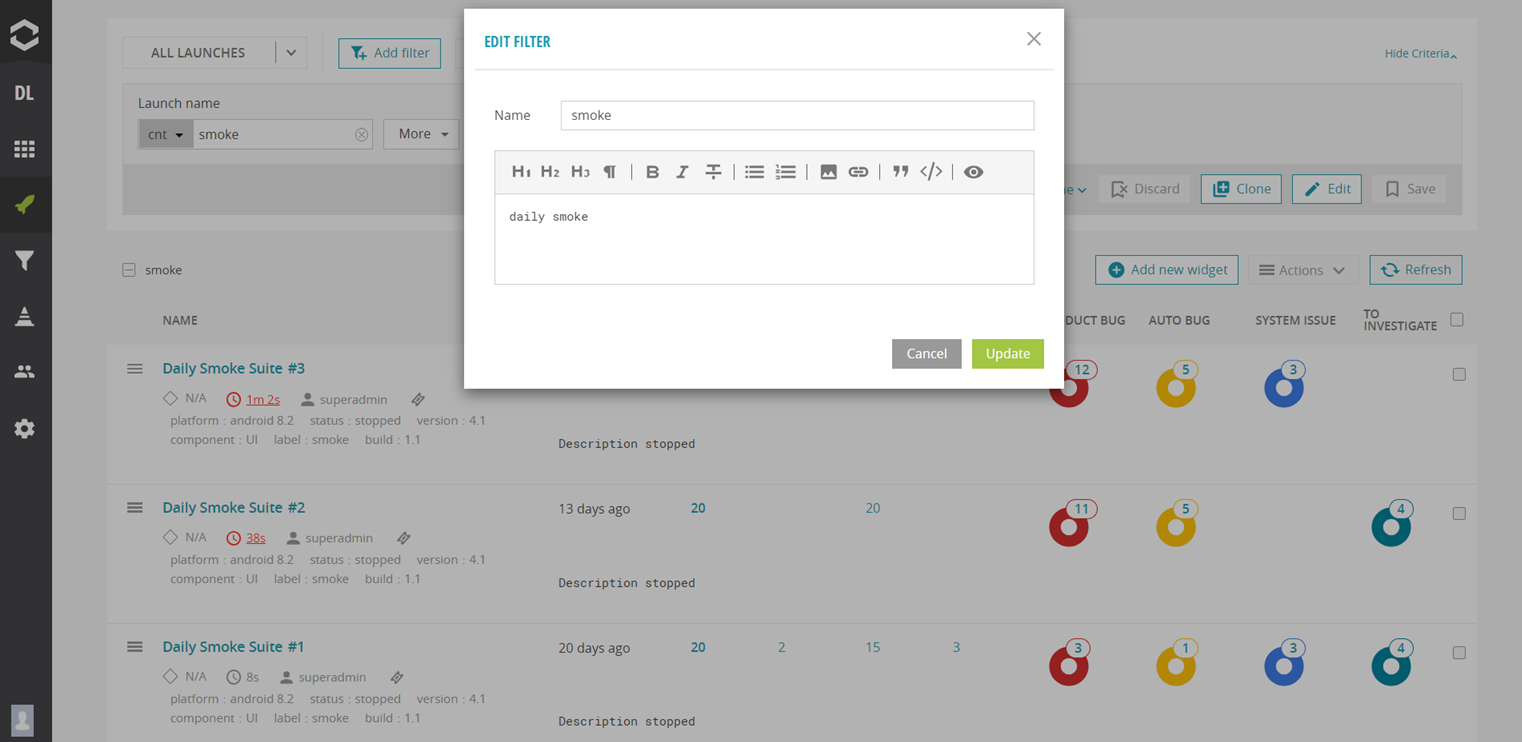 DL
ALL LAUNCHES
Add filter
Hide Criteria
Launch name
cnt
smoke
More
Discard
Clone
Edit
Save
EDIT FILTER
Name
smoke
H1 H2 H3 ¶ B I T
daily smoke
Cancel
Update
smoke
Add new widget
Actions
Refresh
NAME
DUCT BUG
AUTO BUG
SYSTEM ISSUE
TO
INVESTIGATE
Daily Smoke Suite #3
12
5
3
N/A
1m 2s
superadmin
platform : android 8.2 status : stopped version : 4.1
component : UI label : smoke build : 1.1
Description stopped
Daily Smoke Suite #2
13 days ago
20
20
11
5
4
N/A
38s
superadmin
platform : android 8.2 status : stopped version : 4.1
component : UI label : smoke build : 1.1
Description stopped
Daily Smoke Suite #1
20 days ago
20
2
15
3
3
1
3
4
N/A
8s
superadmin
platform : android 8.2 status : stopped version : 4.1
component : UI label : smoke build : 1.1
Description stopped